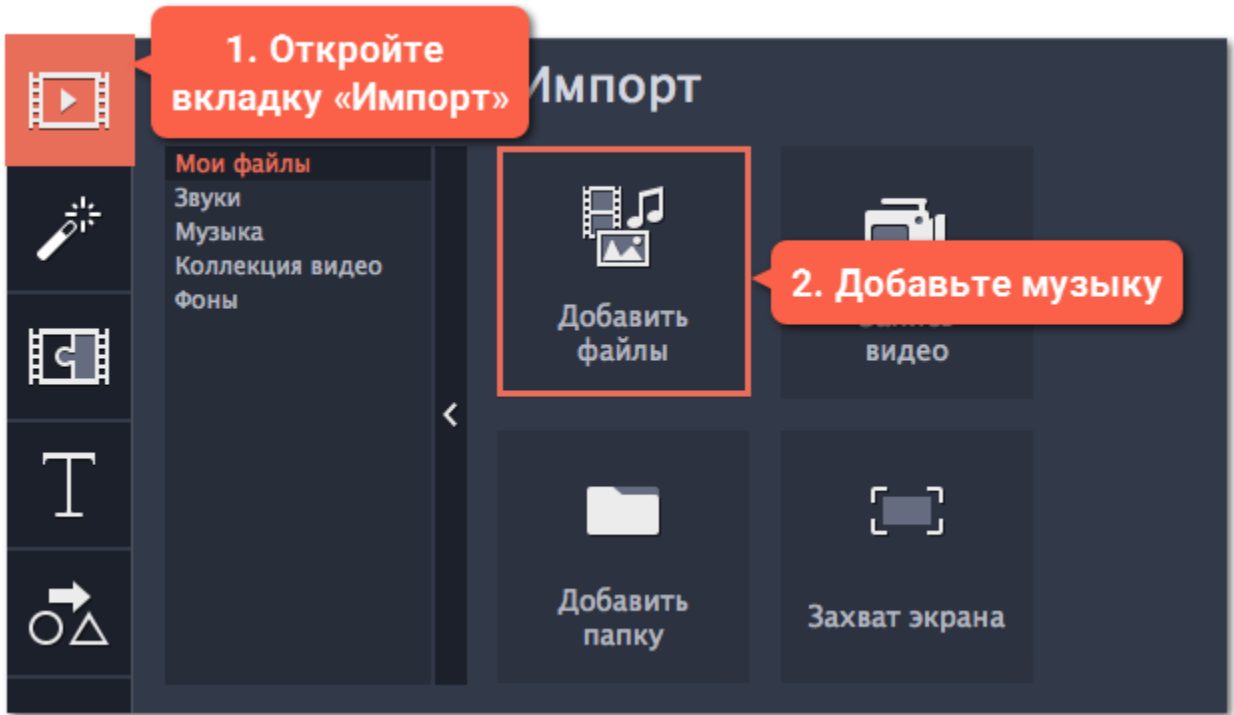 1. Откройте
вкладку «Импорт»
Импорт
Мои файлы
Звуки
Музыка
Коллекция видео
Фоны
Добавить
файлы
2. Добавьте музыку
видео
Добавить
папку
Захват экрана